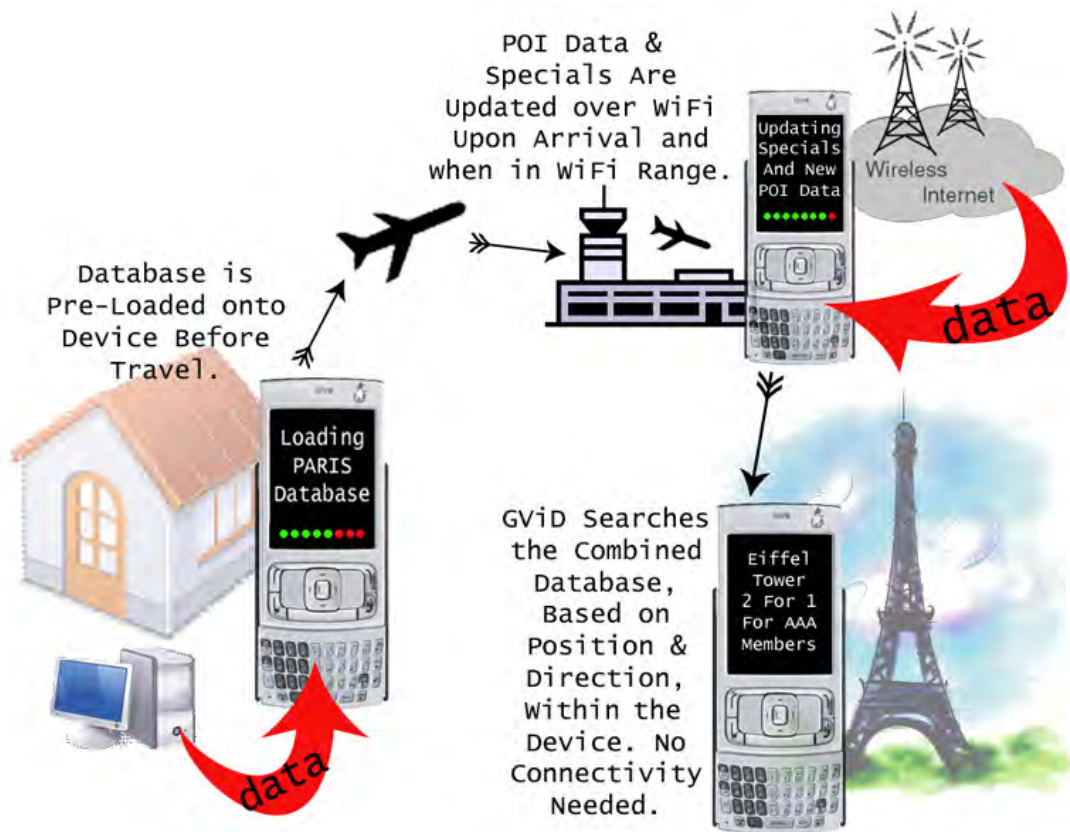 Database is
Pre-Loaded onto
Device Before
Travel.
Loading
PARIS
Database
data
POI Data &
Specials Are
Updated over WiFi
Upon Arrival and
when in WiFi Range.
Updating
Specials
And New
POI Data
Wireless
Internet
data
GViD Searches
the Combined
Database,
Based on
Position &
Direction,
Within the
Device. No
Connectivity
Needed.
Eiffel
Tower
2 For 1
For AAA
Members